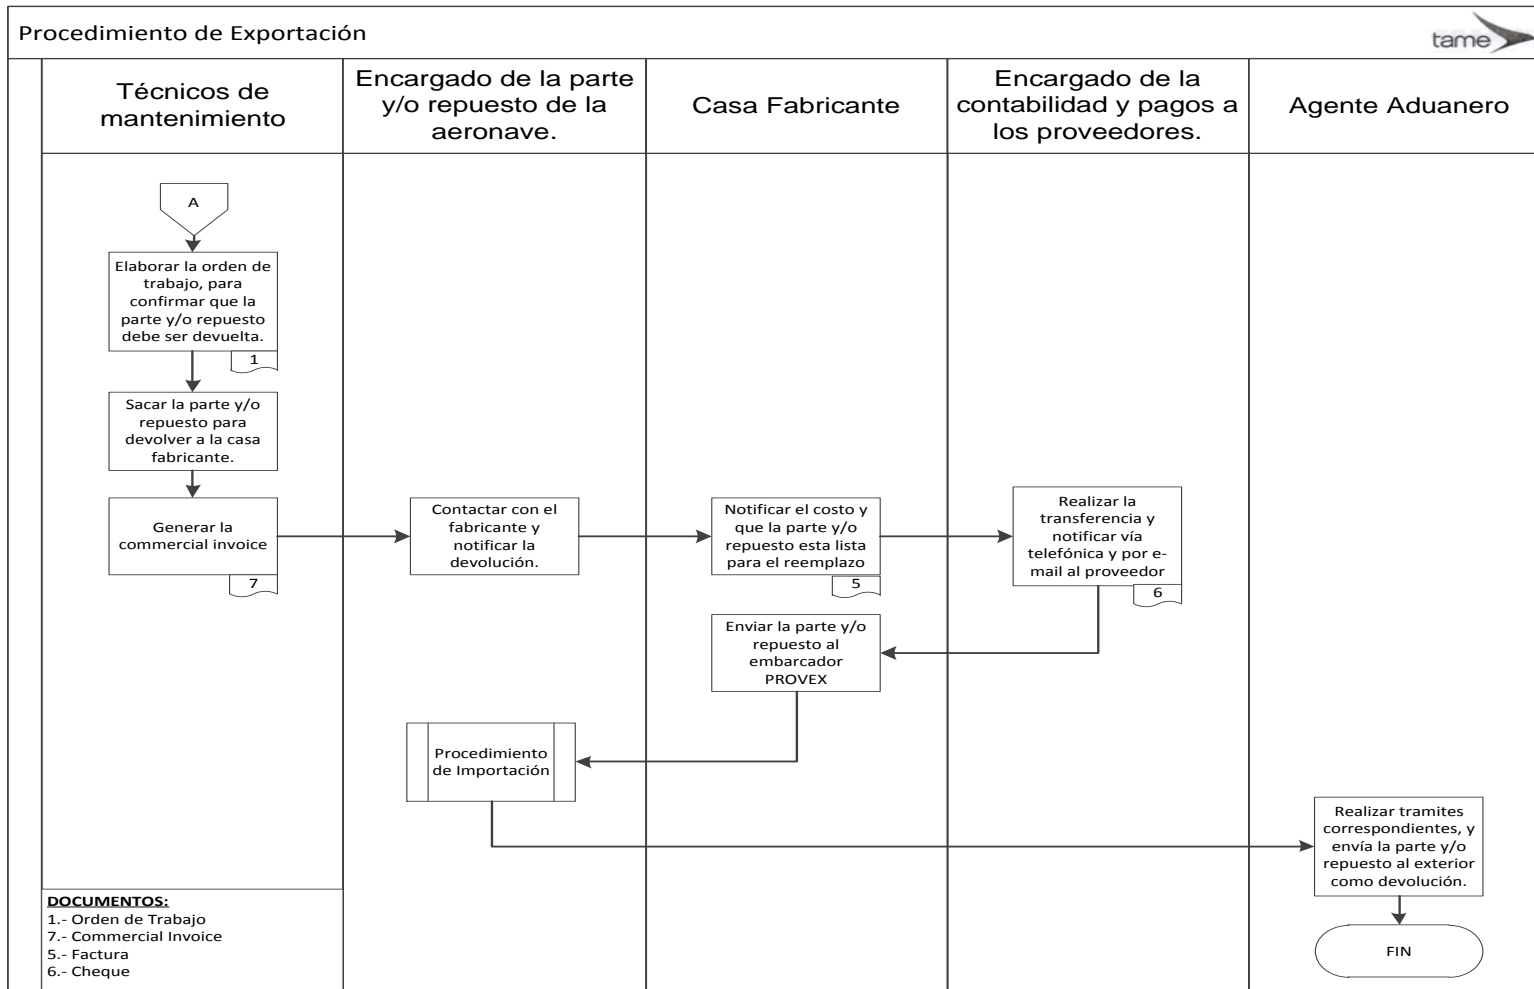 Procedimiento de Exportación
tame
Técnicos de
mantenimiento
Encargado de la parte
y/o repuesto de la
aeronave.
Casa Fabricante
Encargado de la
contabilidad y pagos a
los proveedores.
Agente Aduanero
A
Elaborar la orden de
trabajo, para
confirmar que la
parte y/o repuesto
debe ser devuelta.
1
Sacar la parte y/o
repuesto para
devolver a la casa
fabricante.
Generar la
commercial invoice
7
Contactar con el
fabricante y
notificar la
devolución.
Notificar el costo y
que la parte y/o
repuesto esta lista
para el reemplazo
5
Realizar la
transferencia y
notificar vía
telefónica y por e-
mail al proveedor
6
Enviar la parte y/o
repuesto al
embarcador
PROVEX
Procedimiento
de Importación
Realizar tramites
correspondientes, y
envía la parte y/o
repuesto al exterior
como devolución.
FIN
DOCUMENTOS:
1.- Orden de Trabajo
7.- Commercial Invoice
5.- Factura
6.- Cheque